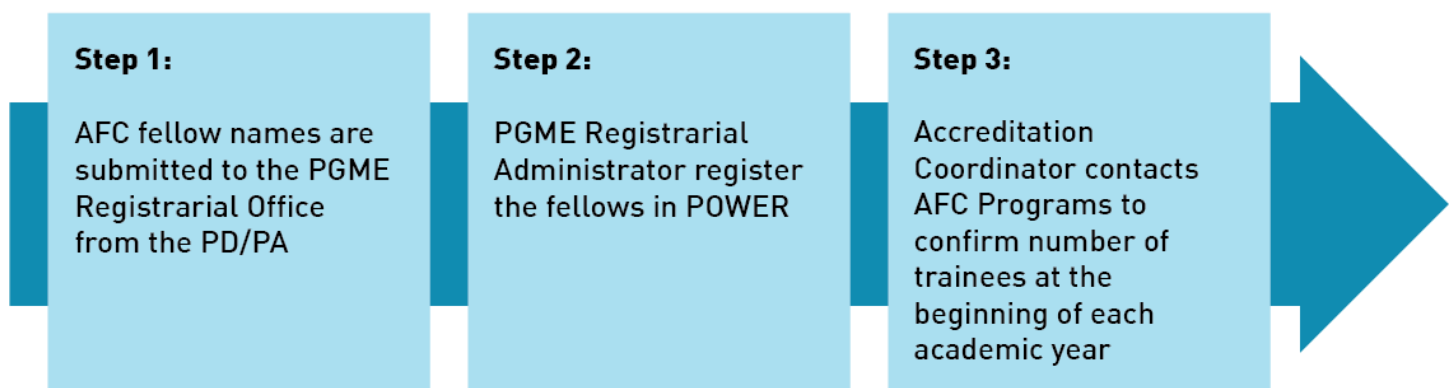 Step 1:
AFC fellow names are
submitted to the PGME
Registrarial Office
from the PD/PA
Step 2:
PGME Registrarial
Administrator register
the fellows in POWER
Step 3:
Accreditation
Coordinator contacts
AFC Programs to
confirm number of
trainees at the
beginning of each
academic year